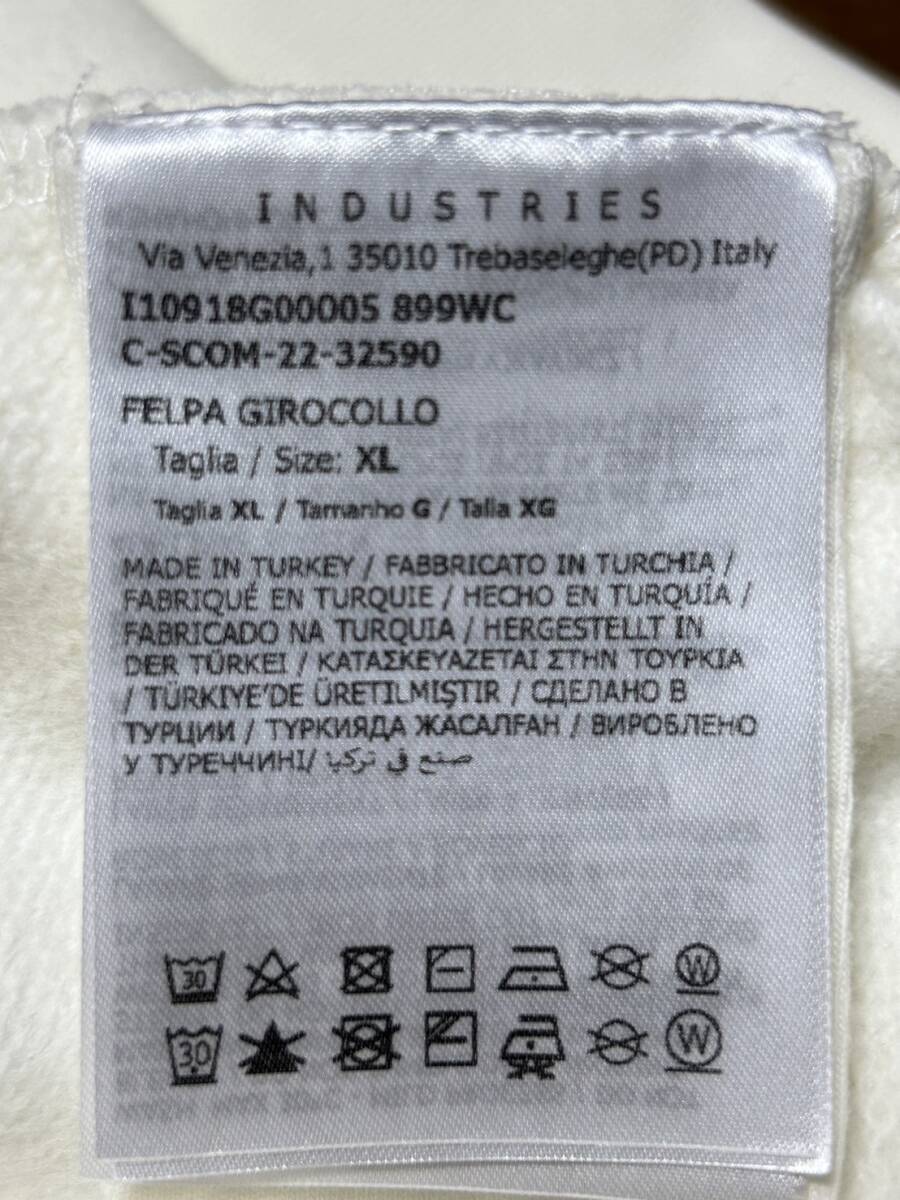 INDUSTRIES
Via Venezia,1 35010 Trebaseleghe(PD) Italy
I10918G00005 899WC
C-SCOM-22-32590
FELPA GIROCOLLO
Taglia / Size: XL
Taglia XL / Tamanho G / Talla XG
MADE IN TURKEY / FABBRICATO IN TURCHIA /
FABRIQUÉ EN TURQUIE / HECHO EN TURQUÍA /
FABRICADO NA TURQUIA / HERGESTELLT IN
DER TÜRKEI / ΚΑΤΑΣΚΕΥΑΖΕΤΑΙ ΣΤΗΝ ΤΟΥΡΚΙΑ
/ TÜRKIYE'DE ÜRETILMIŞTIR / СДЕЛАНО В
ТУРЦИИ / ТҮРКИЯДА ЖАСАЛҒАН / ВИРОБЛЕНО
У ТУРЕЧЧИНІ/ صنع في تركيا
30 W
30 W